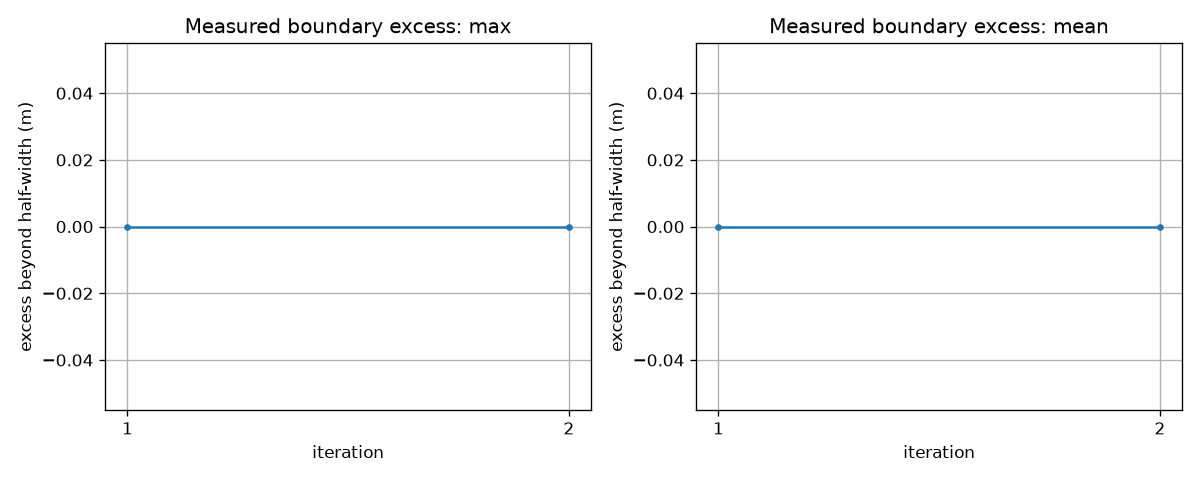 Measured boundary excess: max
excess beyond half-width (m)
0.04
0.02
0.00
−0.02
−0.04
1
2
iteration
Measured boundary excess: mean
excess beyond half-width (m)
0.04
0.02
0.00
−0.02
−0.04
1
2
iteration